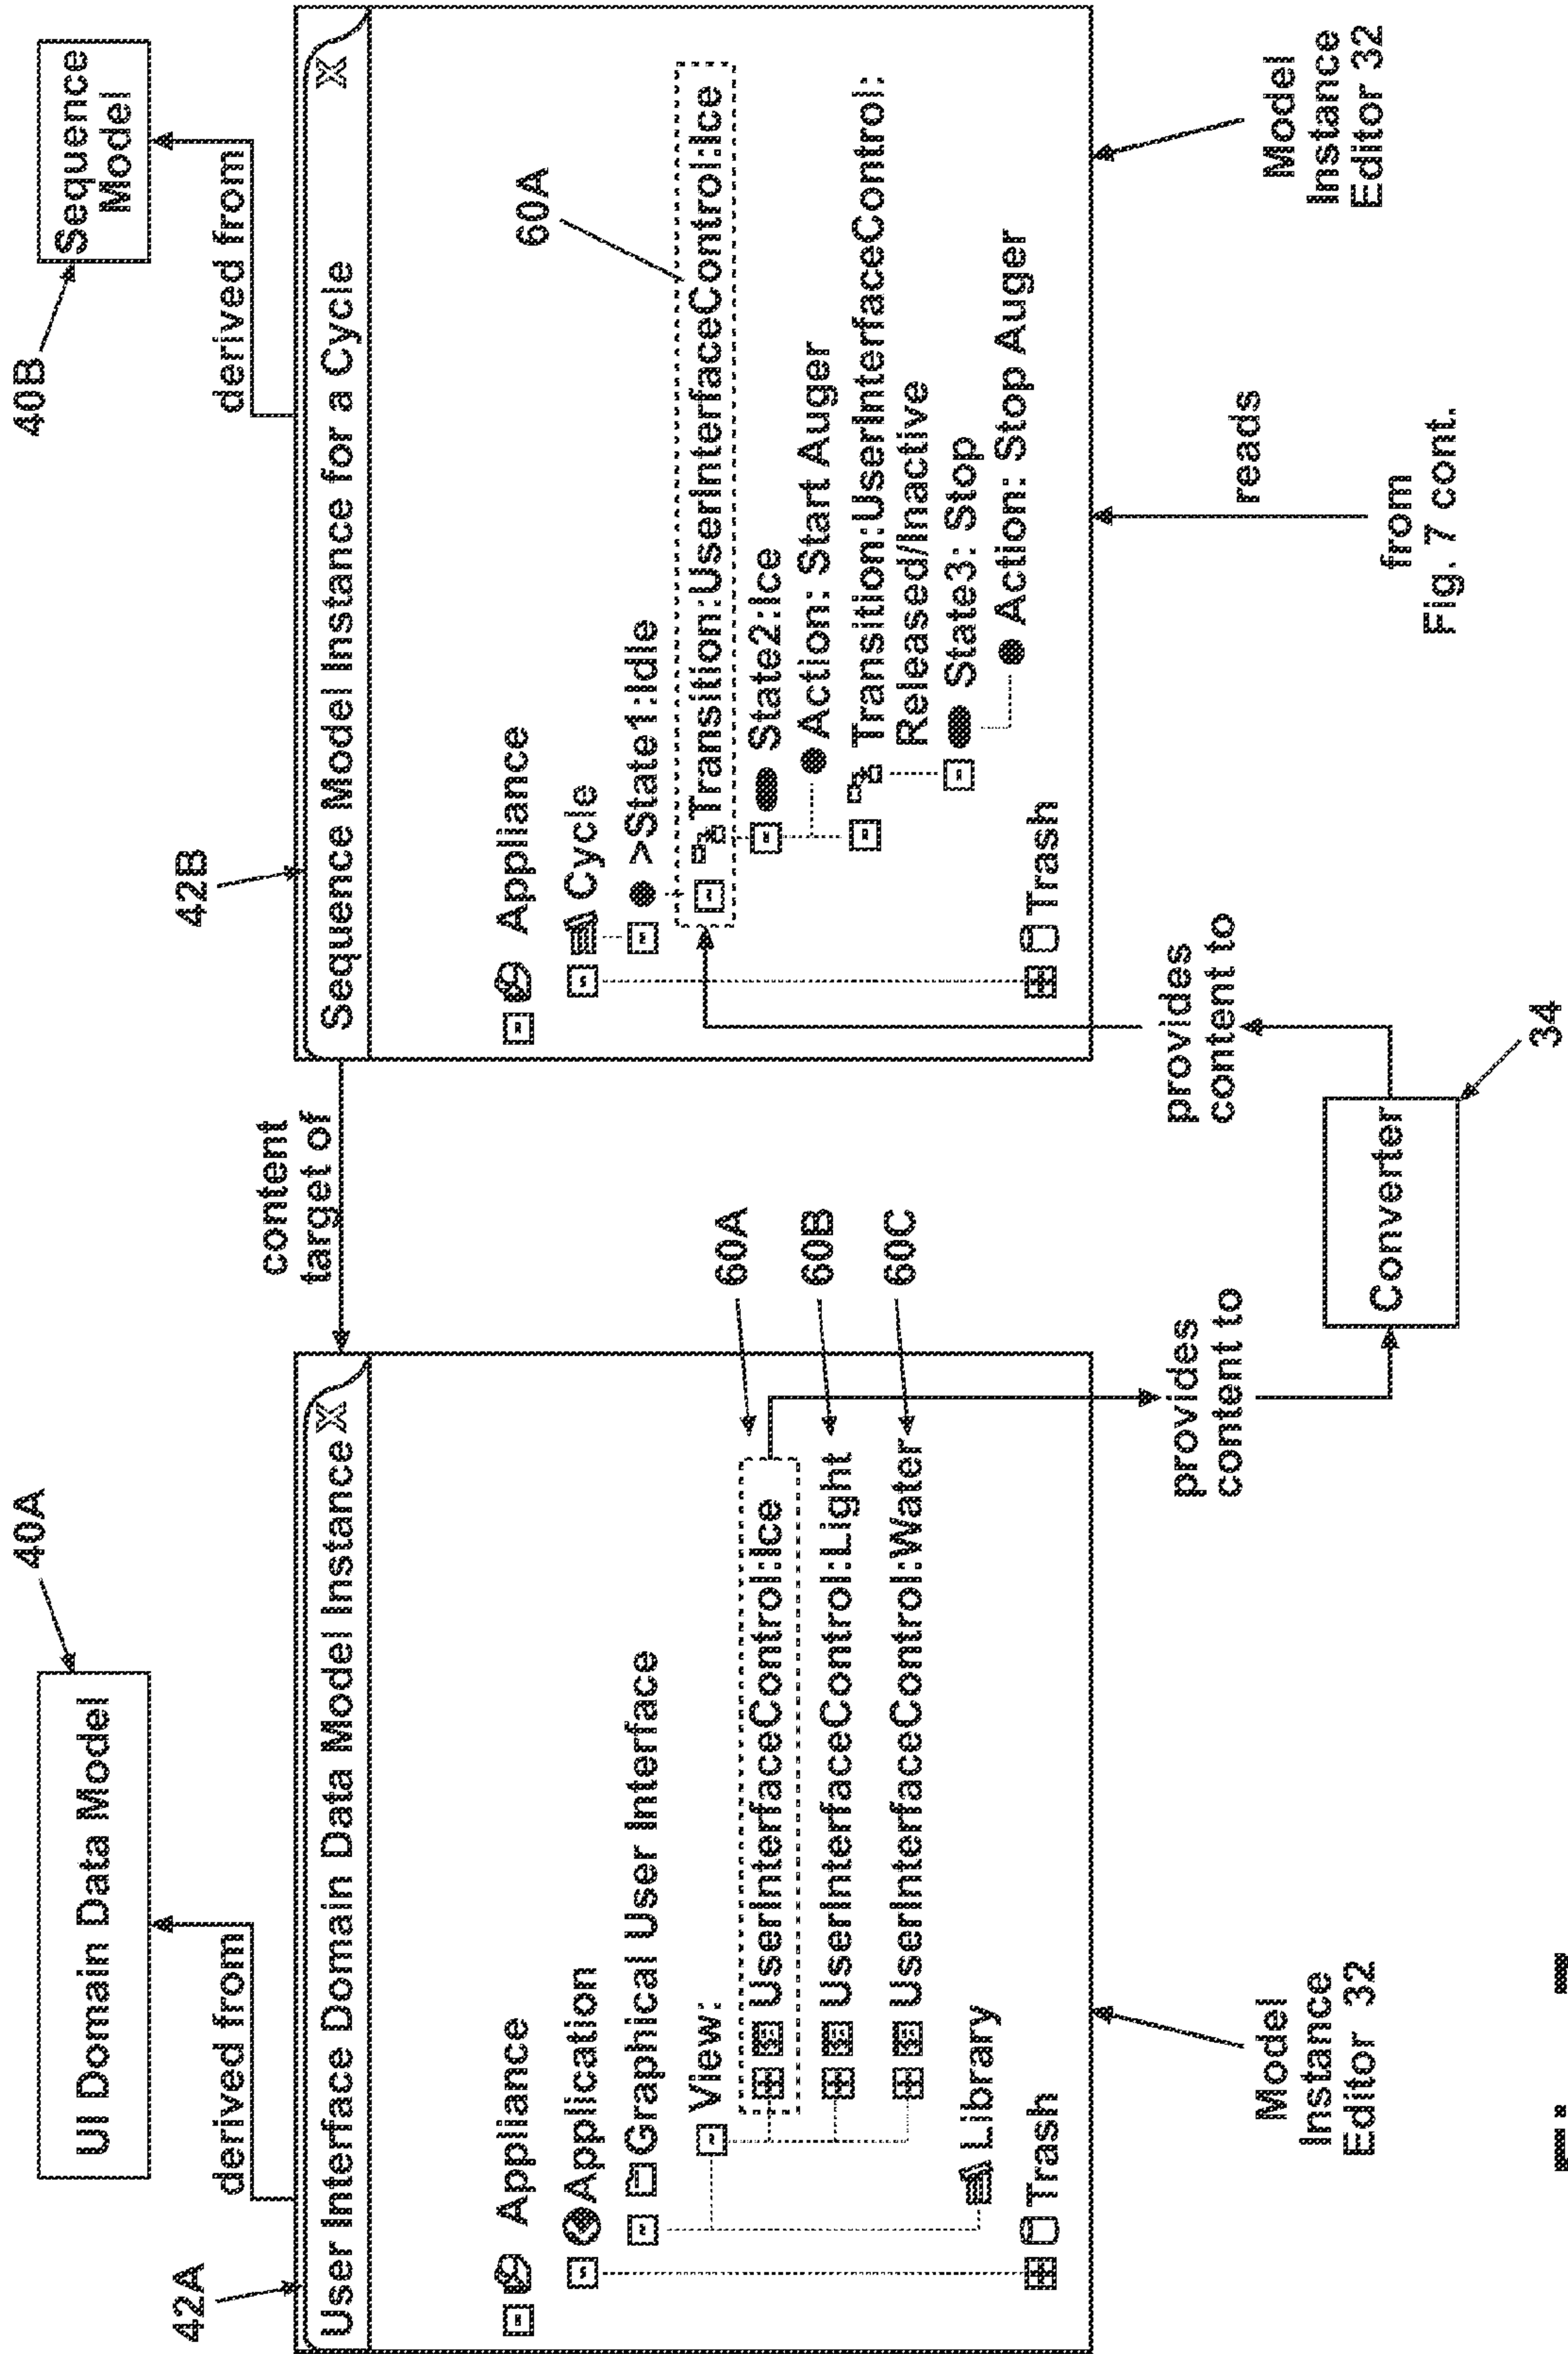 40A
UI Domain Data Model
derived from
42A
User Interface Domain Data Model Instance X
Appliance
Application
Graphical User Interface
View:
UserInterfaceControl:Ice
UserInterfaceControl:Light
UserInterfaceControl:Water
Library
Trash
60A
60B
60C
Model
Instance
Editor 32
content
target of
provides
content to
Converter
34
provides
content to
40B
Sequence
Model
derived from
42B
Sequence Model Instance for a Cycle X
Appliance
Cycle
>State1:Idle
Transition:UserInterfaceControl:Ice
State2:Ice
Action: Start Auger
Transition:UserInterfaceControl:
Released/Inactive
State3: Stop
Action: Stop Auger
Trash
60A
Model
Instance
Editor 32
reads
from
Fig. 7 cont.